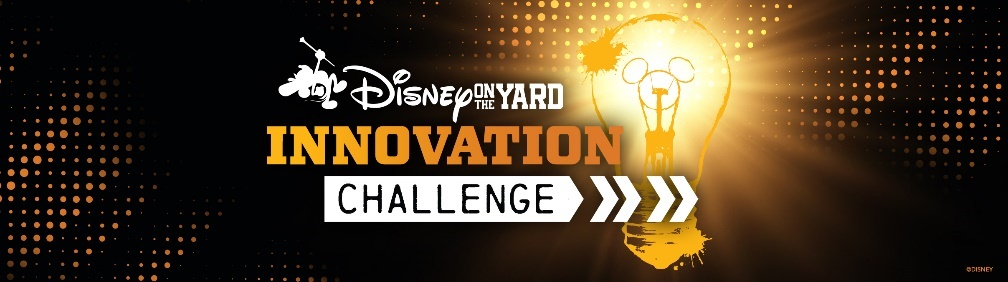 DISNEY ON THE YARD
INNOVATION
CHALLENGE
©DISNEY